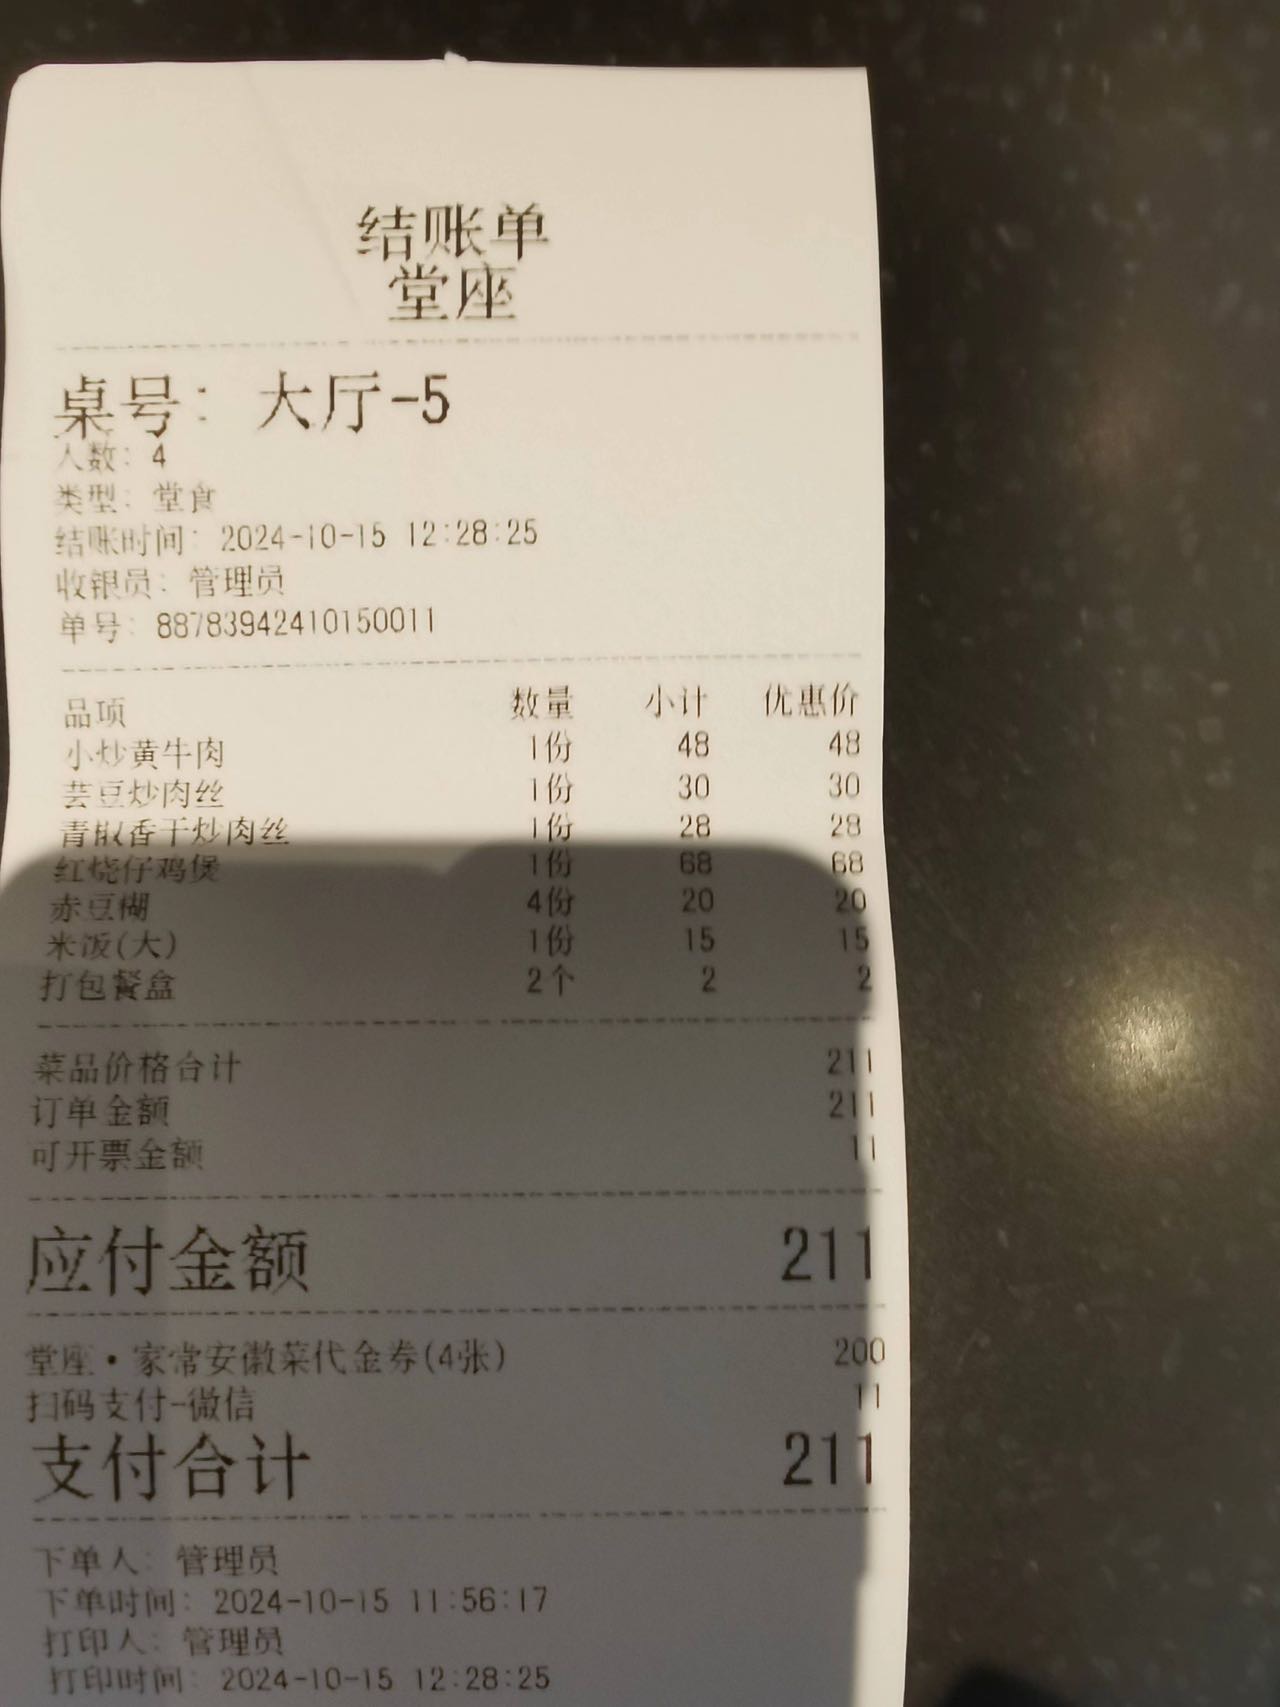 结账单
堂座
桌号: 大厅-5
人数: 4
类型: 堂食
结账时间: 2024-10-15 12:28:25
收银员: 管理员
单号: 88783942410150011
品项 数量 小计 优惠价
小炒黄牛肉 1份 48 48
芸豆炒肉丝 1份 30 30
青椒香干炒肉丝 1份 28 28
红烧仔鸡煲 1份 68 68
赤豆糊 4份 20 20
米饭(大) 1份 15 15
打包餐盒 2个 2 2
菜品价格合计 211
订单金额 211
可开票金额 11
应付金额 211
堂座·家常安徽菜代金券(4张) 200
扫码支付-微信 11
支付合计 211
下单人: 管理员
下单时间: 2024-10-15 11:56:17
打印人: 管理员
打印时间: 2024-10-15 12:28:25